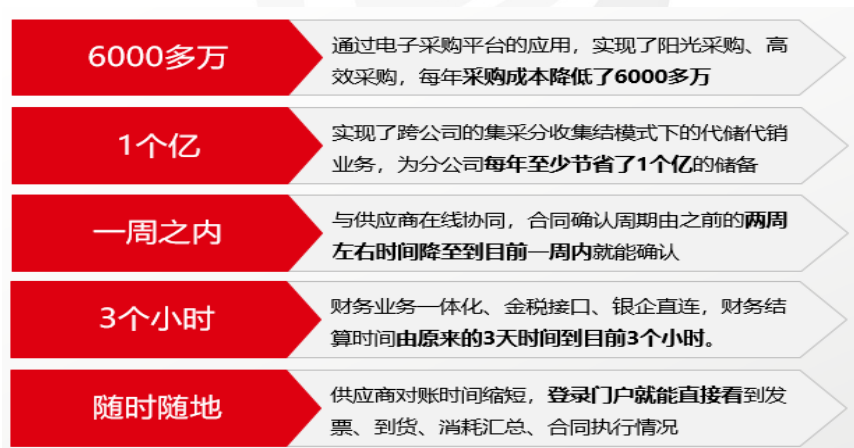 6000多万
通过电子采购平台的应用，实现了阳光采购、高
效采购，每年采购成本降低了6000多万
1个亿
实现了跨公司的集采分收集结模式下的代储代销
业务，为分公司每年至少节省了1个亿的储备
一周之内
与供应商在线协同，合同确认周期由之前的两周
左右时间降至到目前一周内就能确认
3个小时
财务业务一体化、金税接口、银企直连，财务结
算时间由原来的3天时间到目前3个小时。
随时随地
供应商对账时间缩短，登录门户就能直接看到发
票、到货、消耗汇总、合同执行情况